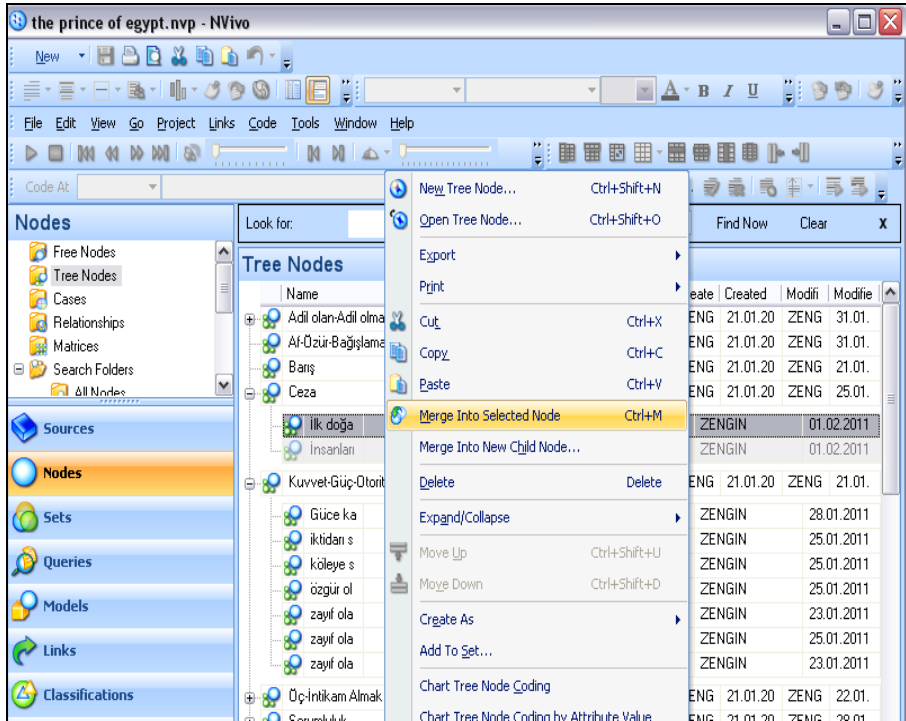 the prince of egypt.nvp - NVivo
New
A B I U
File Edit View Go Project Links Code Tools Window Help
Code At
Nodes
Free Nodes
Tree Nodes
Cases
Relationships
Matrices
Search Folders
All Nodes
Sources
Nodes
Sets
Queries
Models
Links
Classifications
Look for: Find Now Clear X
Tree Nodes
Name eate Created Modifi Modifie
Adil olan-Adil olma ENG 21.01.20 ZENG 31.01.
Af-Özür-Bağışlama ENG 21.01.20 ZENG 31.01.
Barış ENG 21.01.20 ZENG 21.01.
Ceza ENG 21.01.20 ZENG 25.01.
İlk doğa ZENGIN 01.02.2011
İnsanları ZENGIN 01.02.2011
Kuvvet-Güç-Otorit ENG 21.01.20 ZENG 21.01.
Güce ka ZENGIN 28.01.2011
iktidarı s ZENGIN 25.01.2011
köleye s ZENGIN 25.01.2011
özgür ol ZENGIN 25.01.2011
zayıf ola ZENGIN 23.01.2011
zayıf ola ZENGIN 25.01.2011
zayıf ola ZENGIN 23.01.2011
Öç-İntikam Almak ENG 21.01.20 ZENG 22.01.
Sorumluluk ENG 21.01.20 ZENG 28.01.
New Tree Node... Ctrl+Shift+N
Open Tree Node... Ctrl+Shift+O
Export
Print
Cut Ctrl+X
Copy Ctrl+C
Paste Ctrl+V
Merge Into Selected Node Ctrl+M
Merge Into New Child Node...
Delete Delete
Expand/Collapse
Move Up Ctrl+Shift+U
Move Down Ctrl+Shift+D
Create As
Add To Set...
Chart Tree Node Coding
Chart Tree Node Coding by Attribute Value